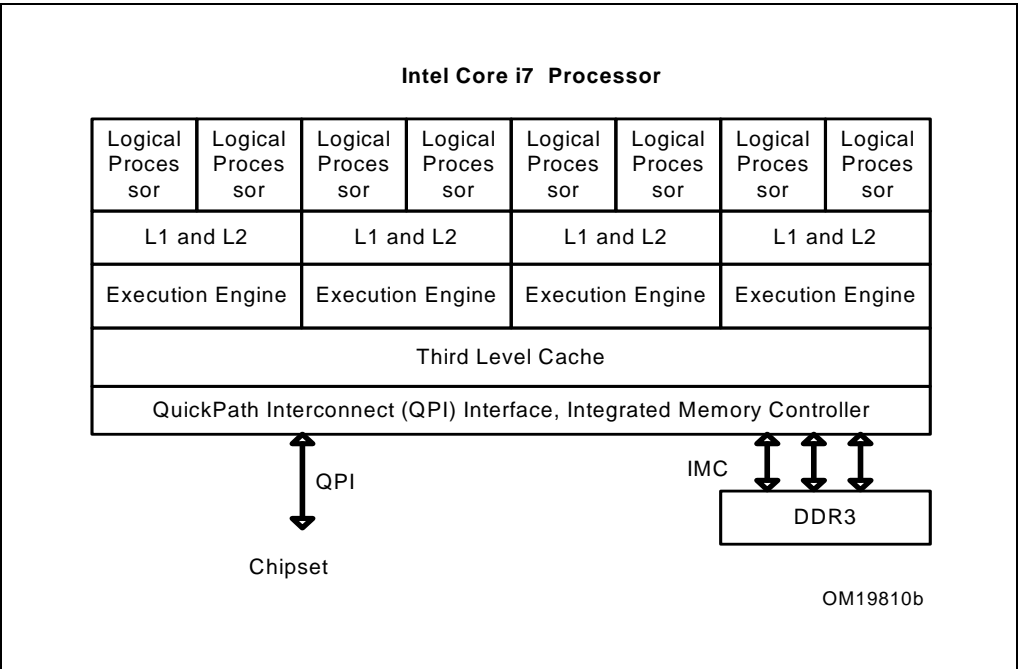 Intel Core i7 Processor
Logical Logical Logical Logical Logical Logical Logical Logical
Proces Proces Proces Proces Proces Proces Proces Proces
sor sor sor sor sor sor sor sor
L1 and L2 L1 and L2 L1 and L2 L1 and L2
Execution Engine Execution Engine Execution Engine Execution Engine
Third Level Cache
QuickPath Interconnect (QPI) Interface, Integrated Memory Controller
QPI IMC
DDR3
Chipset
OM19810b